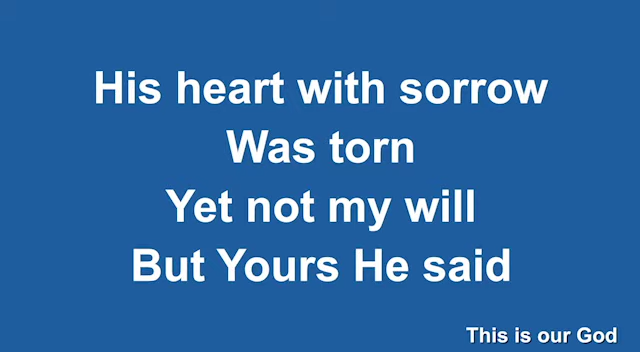 His heart with sorrow
Was torn
Yet not my will
But Yours He said
This is our God